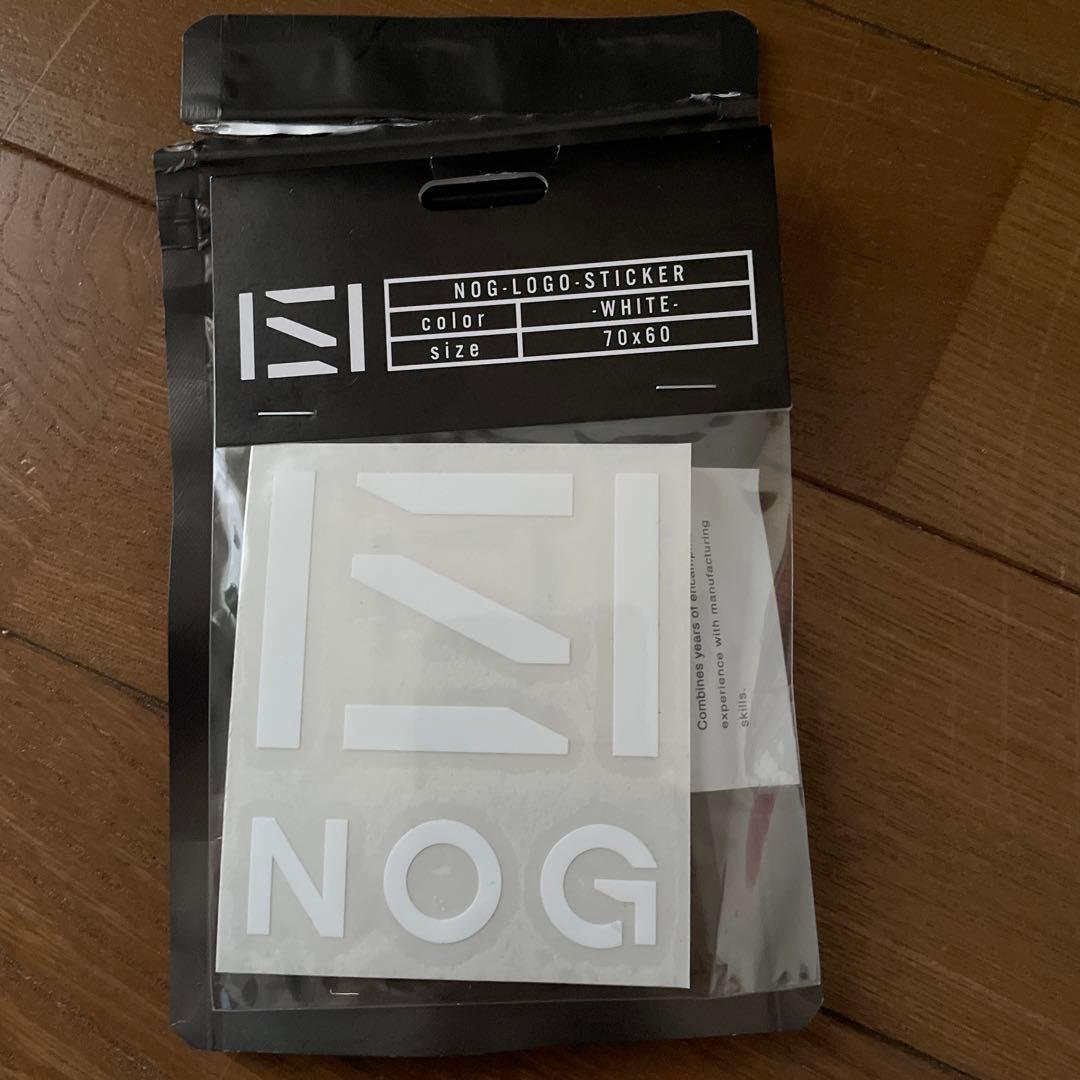 NOG-LOGO-STICKER
color -WHITE-
size 70x60
NOG
Combines years of
experience with manufacturing
skills.